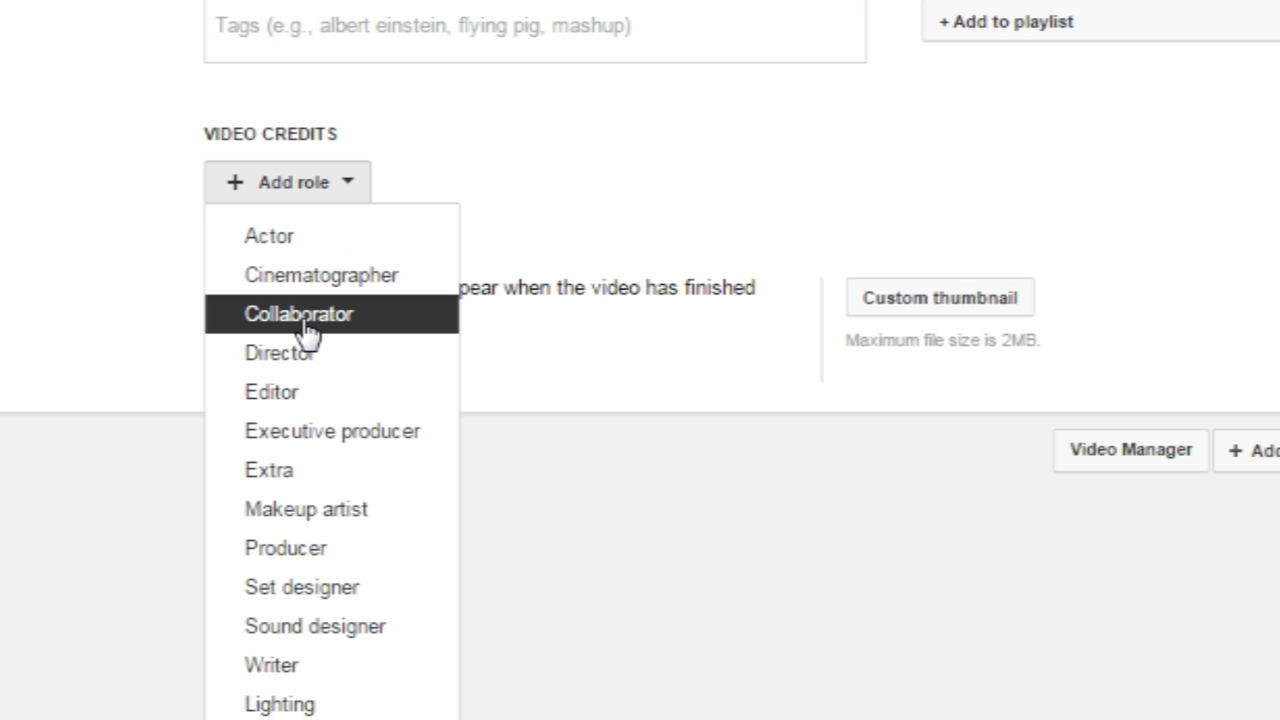 Tags (e.g., albert einstein, flying pig, mashup)
+ Add to playlist
VIDEO CREDITS
+ Add role
Actor
Cinematographer
Collaborator
Director
Editor
Executive producer
Extra
Makeup artist
Producer
Set designer
Sound designer
Writer
Lighting
pear when the video has finished
Custom thumbnail
Maximum file size is 2MB.
Video Manager
+ Add